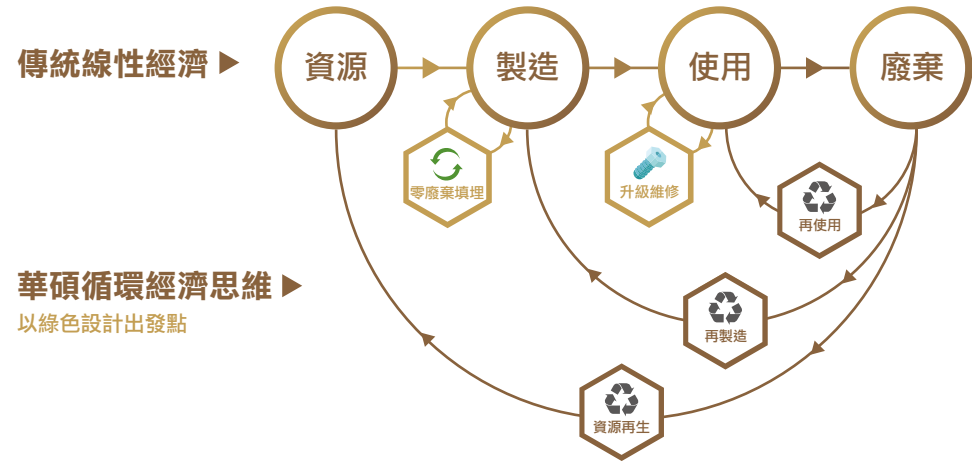 傳統線性經濟
資源
製造
使用
廢棄
零廢棄填埋
升級維修
再使用
華碩循環經濟思維
以綠色設計出發點
再製造
資源再生